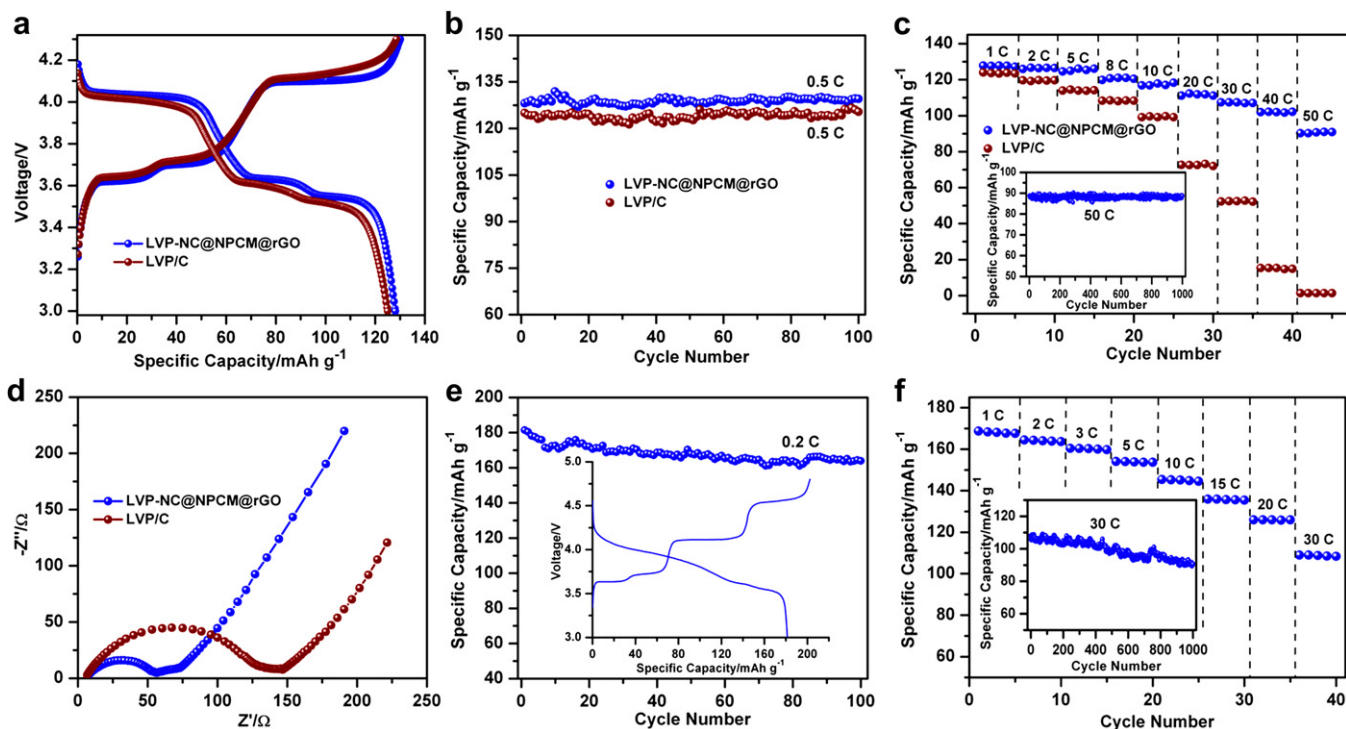 a
4.2
3.9
3.6
3.3
3.0
Voltage/V
LVP-NC@NPCM@rGO
LVP/C
0 20 40 60 80 100 120 140
Specific Capacity/mAh g-1
b
150
135
120
105
90
75
60
Specific Capacity/mAh g-1
0.5 C
0.5 C
LVP-NC@NPCM@rGO
LVP/C
0 20 40 60 80 100
Cycle Number
c
140
120
100
80
60
40
20
0
Specific Capacity/mAh g-1
1 C 2 C 5 C 8 C 10 C 20 C 30 C 40 C 50 C
LVP-NC@NPCM@rGO
LVP/C
100
90
80
70
60
50
Specific Capacity/mAh g-1
50 C
0 200 400 600 800 1000
Cycle Number
0 10 20 30 40
Cycle Number
d
250
200
150
100
50
0
-Z''/Ω
LVP-NC@NPCM@rGO
LVP/C
0 50 100 150 200 250
Z'/Ω
e
200
180
160
140
120
100
80
60
40
Specific Capacity/mAh g-1
0.2 C
5.0
4.5
4.0
3.5
3.0
Voltage/V
0 40 80 120 160 200
Specific Capacity/mAh g-1
0 20 40 60 80 100
Cycle Number
f
180
160
140
120
100
80
60
Specific Capacity/mAh g-1
1 C 2 C 3 C 5 C 10 C 15 C 20 C 30 C
120
100
80
60
Specific Capacity/mAh g-1
30 C
0 200 400 600 800 1000
Cycle Number
0 10 20 30 40
Cycle Number